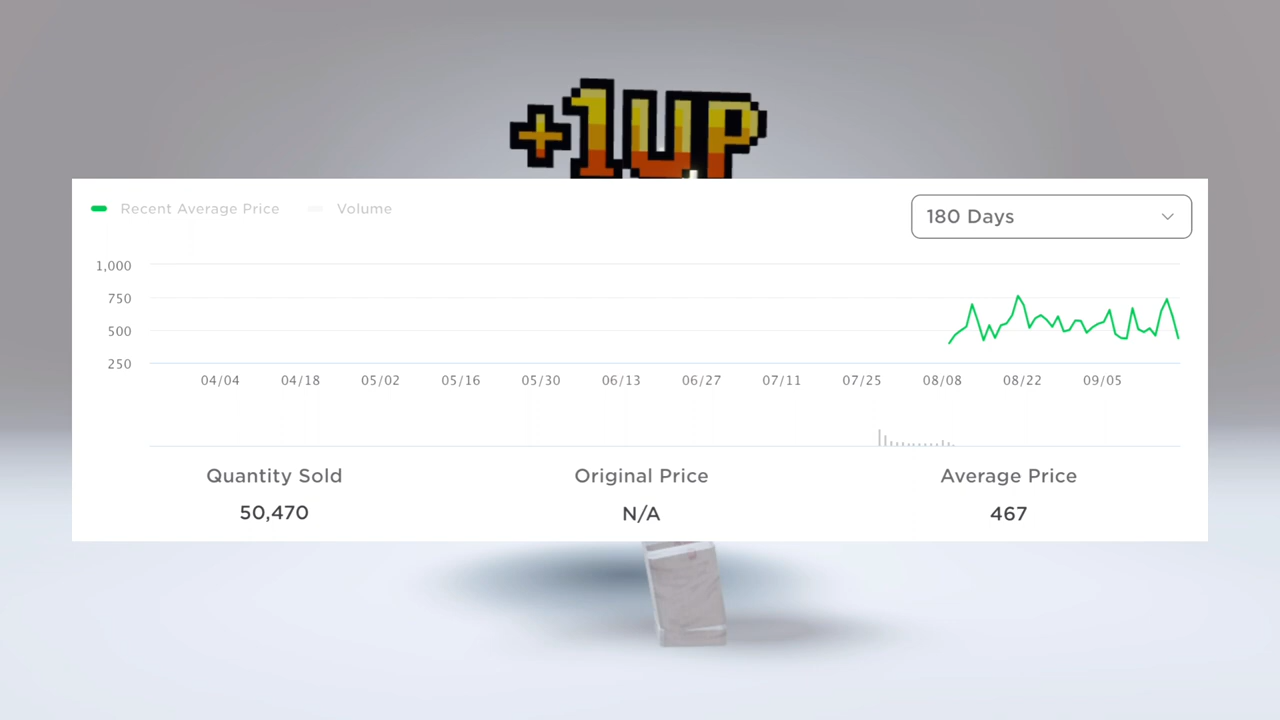 +1UP
Recent Average Price Volume
180 Days
1,000
750
500
250
04/04 04/18 05/02 05/16 05/30 06/13 06/27 07/11 07/25 08/08 08/22 09/05
Quantity Sold Original Price Average Price
50,470 N/A 467